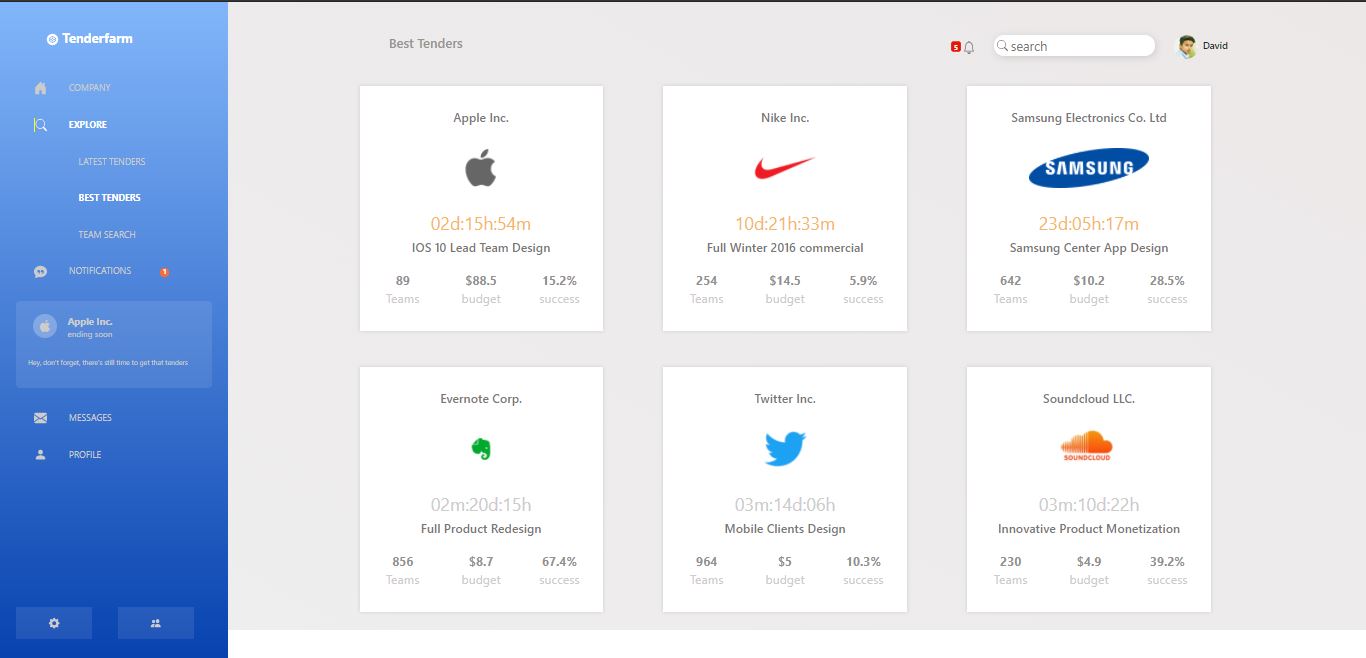 Tenderfarm
COMPANY
EXPLORE
LATEST TENDERS
BEST TENDERS
TEAM SEARCH
NOTIFICATIONS 1
Apple Inc.
ending soon
Hey, don't forget, there's still time to get that tenders
MESSAGES
PROFILE
Best Tenders
5
search
David
Apple Inc.
02d:15h:54m
IOS 10 Lead Team Design
89 $88.5 15.2%
Teams budget success
Nike Inc.
10d:21h:33m
Full Winter 2016 commercial
254 $14.5 5.9%
Teams budget success
Samsung Electronics Co. Ltd
SAMSUNG
23d:05h:17m
Samsung Center App Design
642 $10.2 28.5%
Teams budget success
Evernote Corp.
02m:20d:15h
Full Product Redesign
856 $8.7 67.4%
Teams budget success
Twitter Inc.
03m:14d:06h
Mobile Clients Design
964 $5 10.3%
Teams budget success
Soundcloud LLC.
SOUNDCLOUD
03m:10d:22h
Innovative Product Monetization
230 $4.9 39.2%
Teams budget success